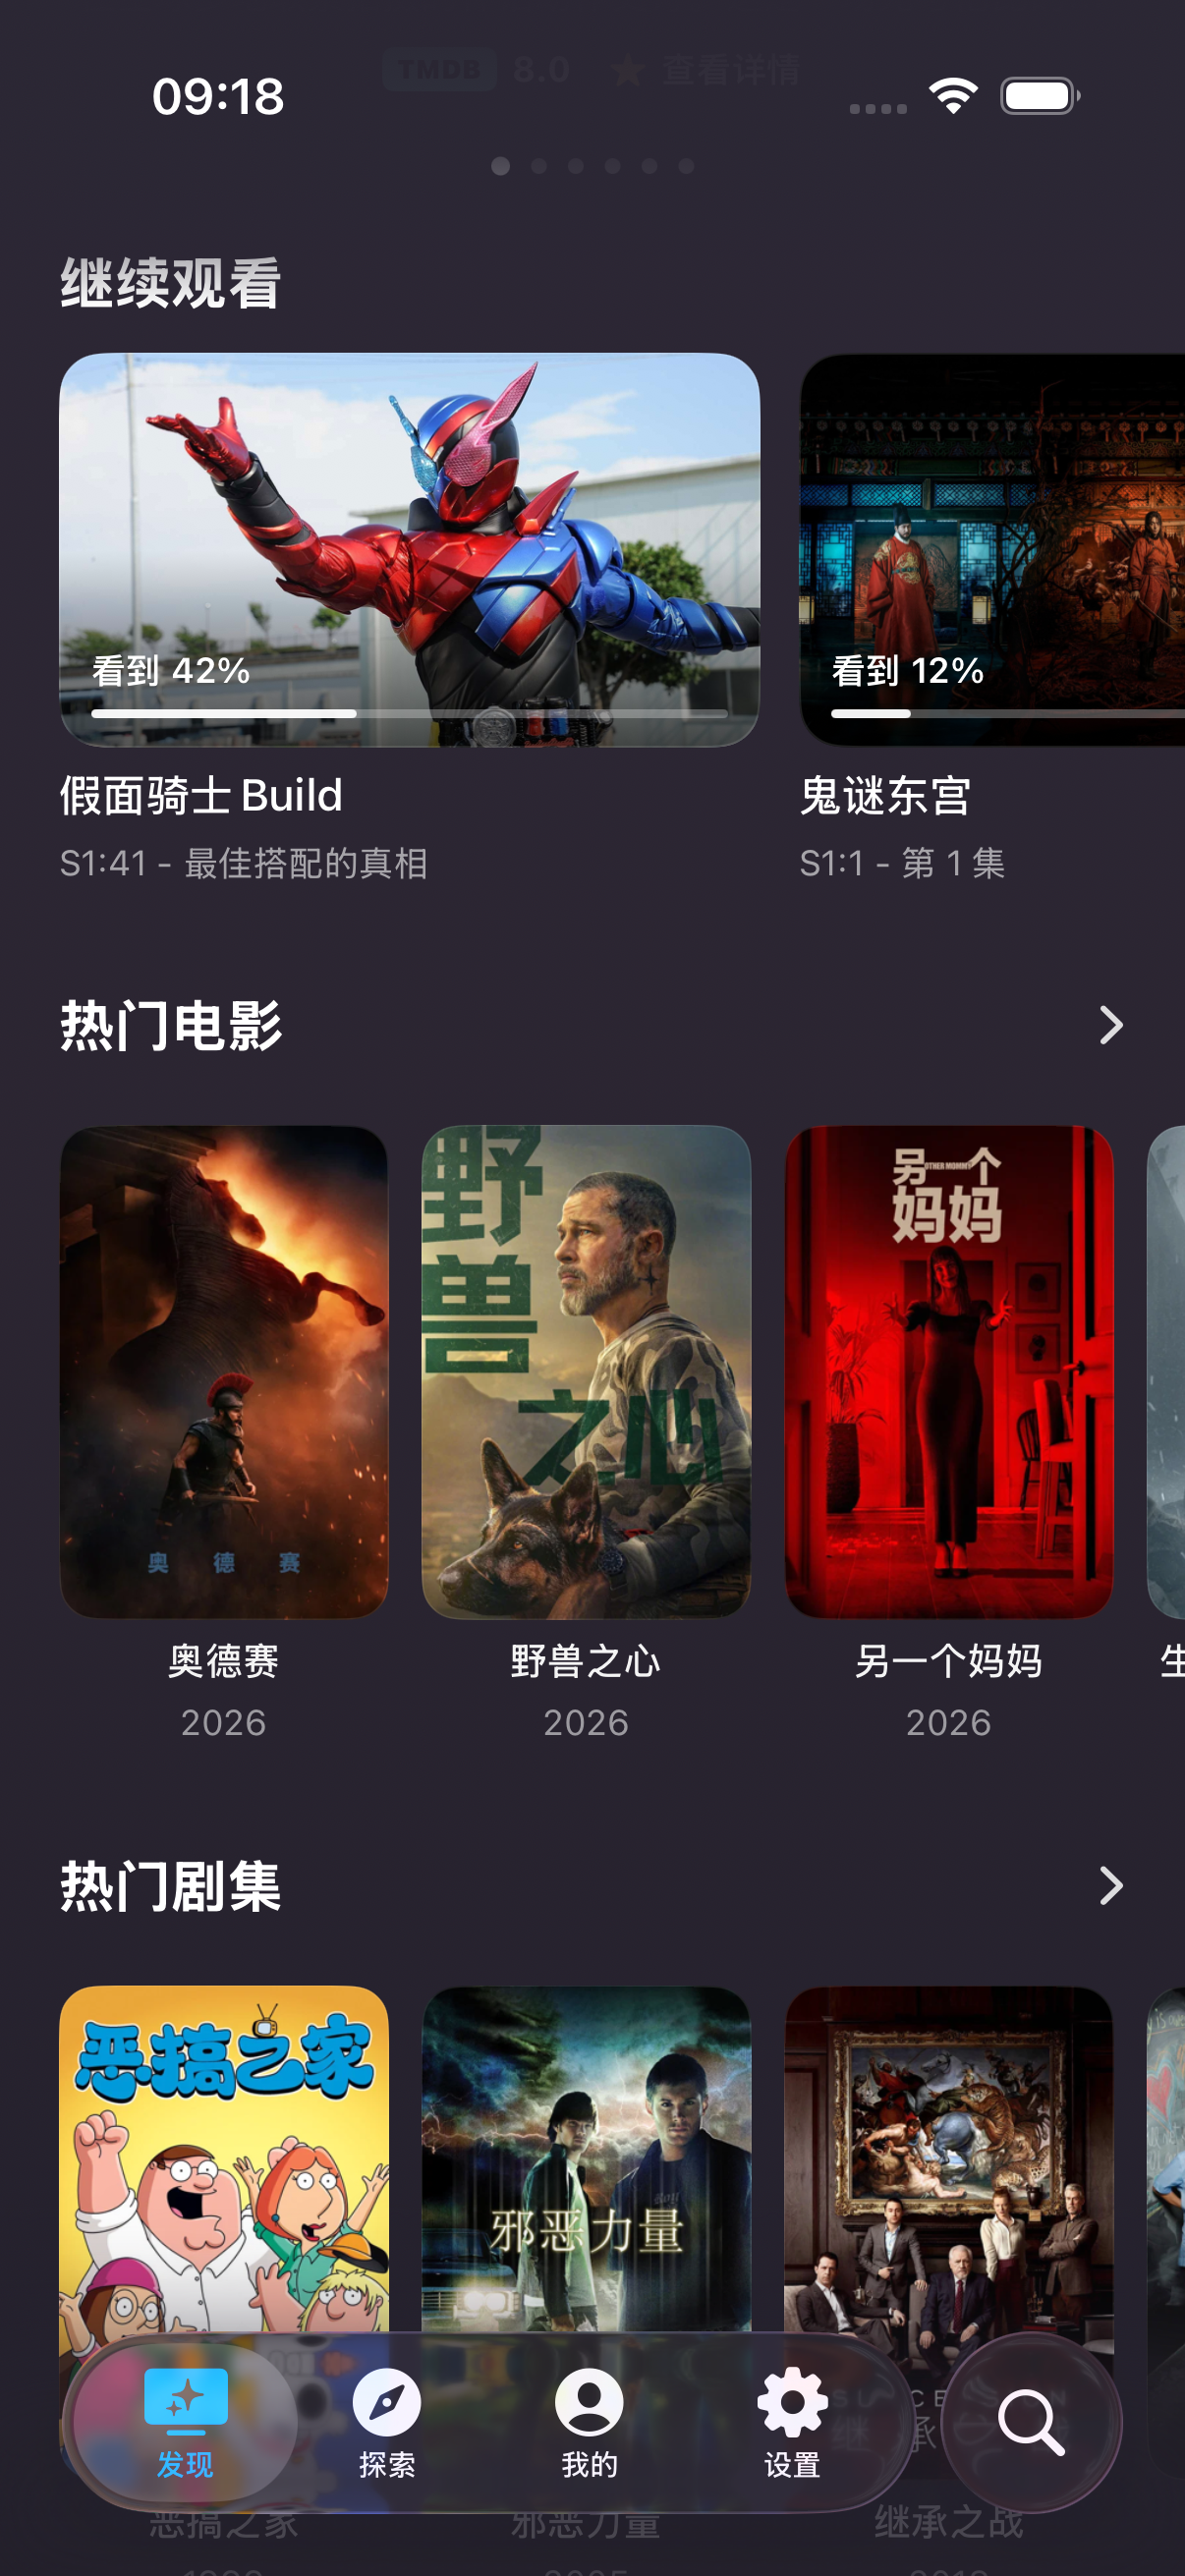 TMDB 8.0 ★ 查看详情
09:18
继续观看
看到 42%
看到 12%
假面骑士 Build
鬼谜东宫
S1:41 - 最佳搭配的真相
S1:1 - 第 1 集
热门电影
野兽之心
另一个妈妈
OTHER MOMMY
奥德赛
奥德赛
野兽之心
另一个妈妈
生
2026
2026
2026
热门剧集
恶搞之家
邪恶力量
发现
探索
我的
设置
恶搞之家
邪恶力量
继承之战